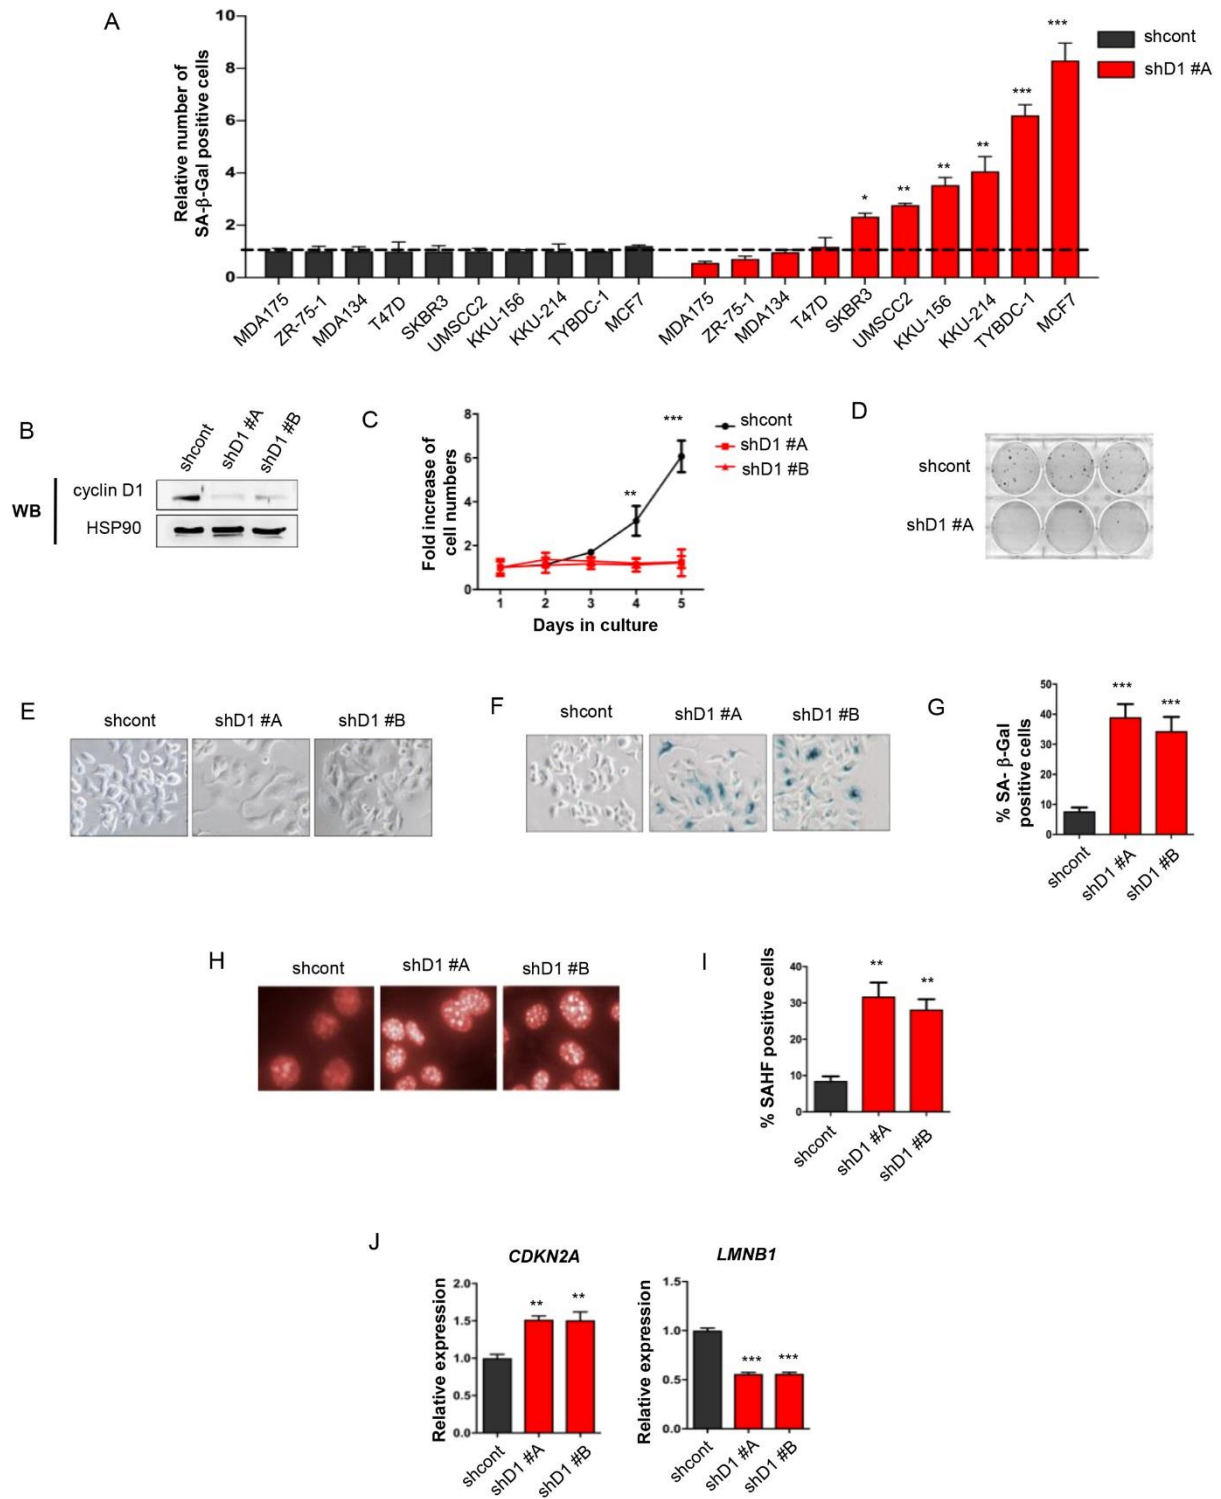 A
Relative number of
SA-β-Gal positive cells
10
8
6
4
2
0
* ** ** ** *** ***
shcont
shD1 #A
MDA175 ZR-75-1 MDA134 T47D SKBR3 UMSCC2 KKU-156 KKU-214 TYBDC-1 MCF7 MDA175 ZR-75-1 MDA134 T47D SKBR3 UMSCC2 KKU-156 KKU-214 TYBDC-1 MCF7
B
shcont shD1 #A shD1 #B
WB
cyclin D1
HSP90
C
Fold increase of
cell numbers
8
6
4
2
0
** ***
1 2 3 4 5
Days in culture
shcont
shD1 #A
shD1 #B
D
shcont
shD1 #A
E
shcont shD1 #A shD1 #B
F
shcont shD1 #A shD1 #B
G
% SA- β-Gal
positive cells
50
40
30
20
10
0
*** ***
shcont shD1 #A shD1 #B
H
shcont shD1 #A shD1 #B
I
% SAHF positive cells
40
30
20
10
0
** **
shcont shD1 #A shD1 #B
J
CDKN2A
Relative expression
2.0
1.5
1.0
0.5
0.0
** **
shcont shD1 #A shD1 #B
LMNB1
Relative expression
1.5
1.0
0.5
0.0
*** ***
shcont shD1 #A shD1 #B